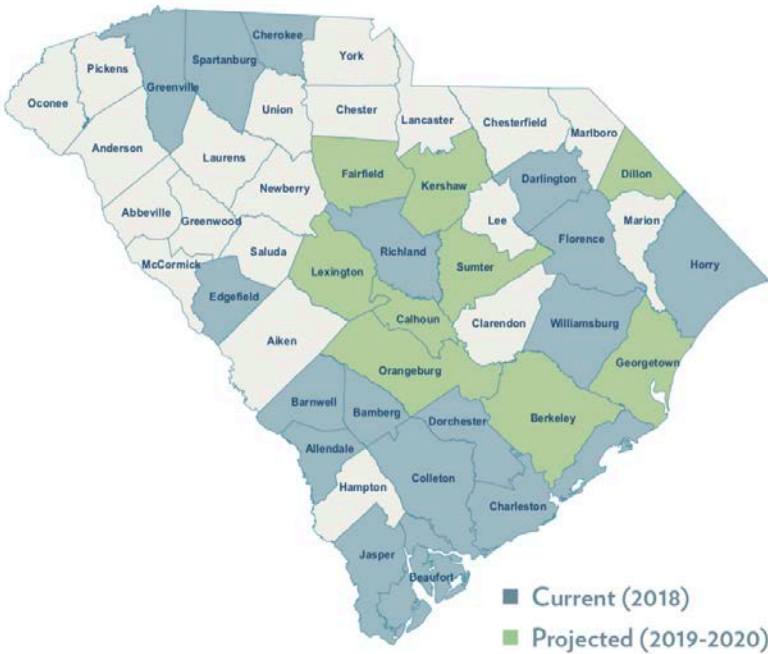 Cherokee
York
Spartanburg
Pickens
Greenville
Oconee
Union
Chester
Lancaster
Chesterfield
Marlboro
Anderson
Laurens
Fairfield
Kershaw
Darlington
Dillon
Newberry
Abbeville
Greenwood
Lee
Marion
Saluda
Richland
Florence
McCormick
Lexington
Sumter
Horry
Edgefield
Calhoun
Clarendon
Williamsburg
Aiken
Georgetown
Orangeburg
Barnwell
Bamberg
Dorchester
Berkeley
Allendale
Colleton
Hampton
Charleston
Jasper
Beaufort
Current (2018)
Projected (2019-2020)